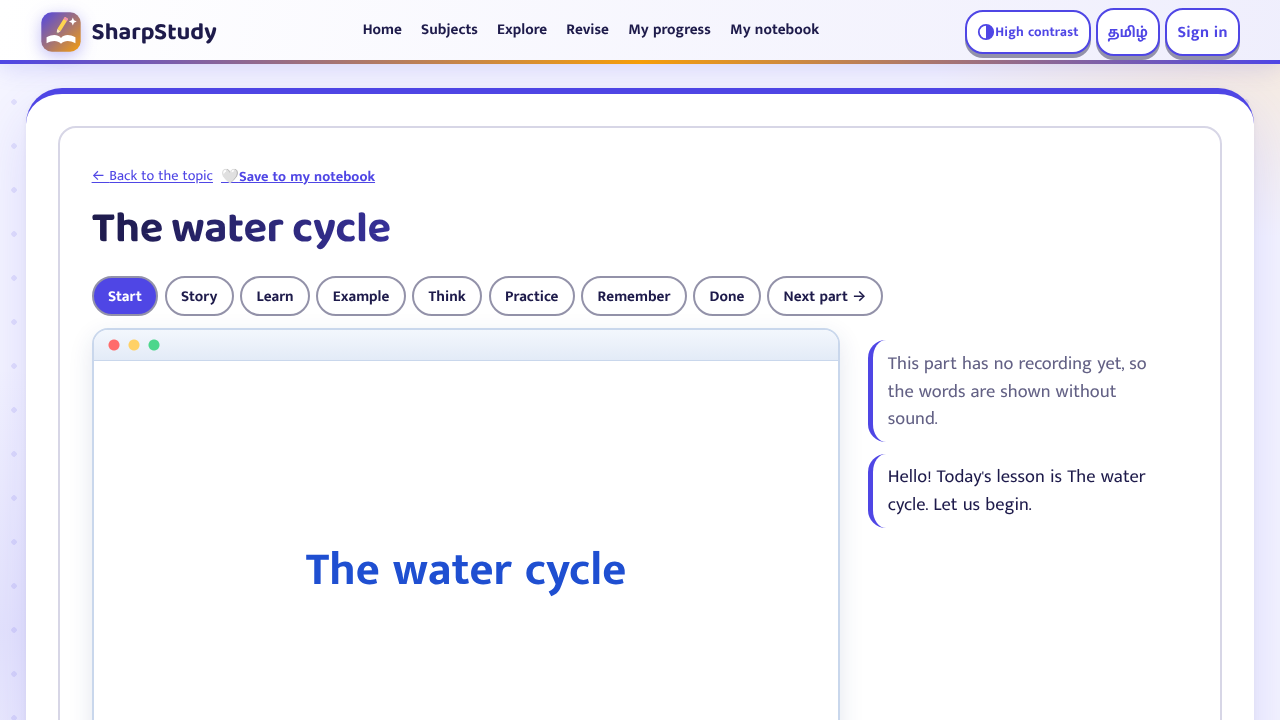 SharpStudy
Home Subjects Explore Revise My progress My notebook
High contrast தமிழ் Sign in
← Back to the topic 🤍Save to my notebook
The water cycle
Start Story Learn Example Think Practice Remember Done Next part →
The water cycle
This part has no recording yet, so
the words are shown without
sound.
Hello! Today's lesson is The water
cycle. Let us begin.